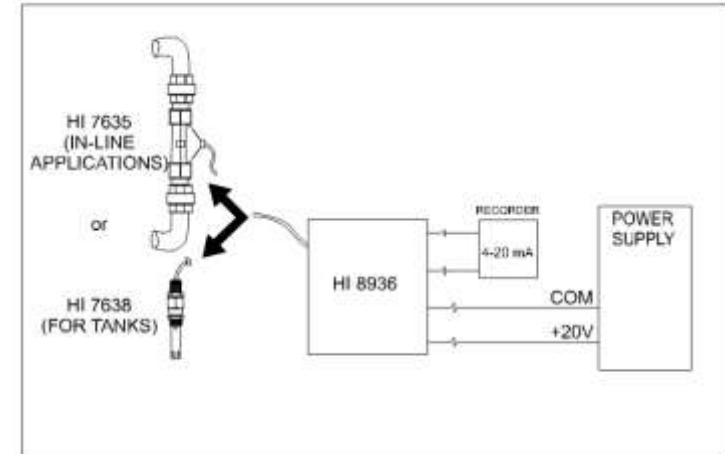 HI 7635
(IN-LINE
APPLICATIONS)
or
HI 7638
(FOR TANKS)
HI 8936
RECORDER
4-20 mA
COM
+20V
POWER
SUPPLY